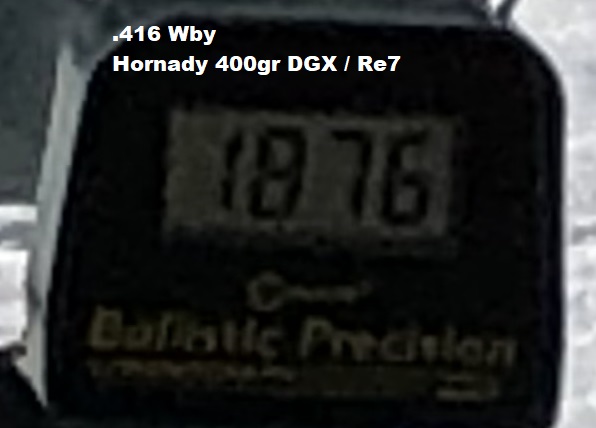 .416 Wby
Hornady 400gr DGX / Re7
1876
Ballistic Precision